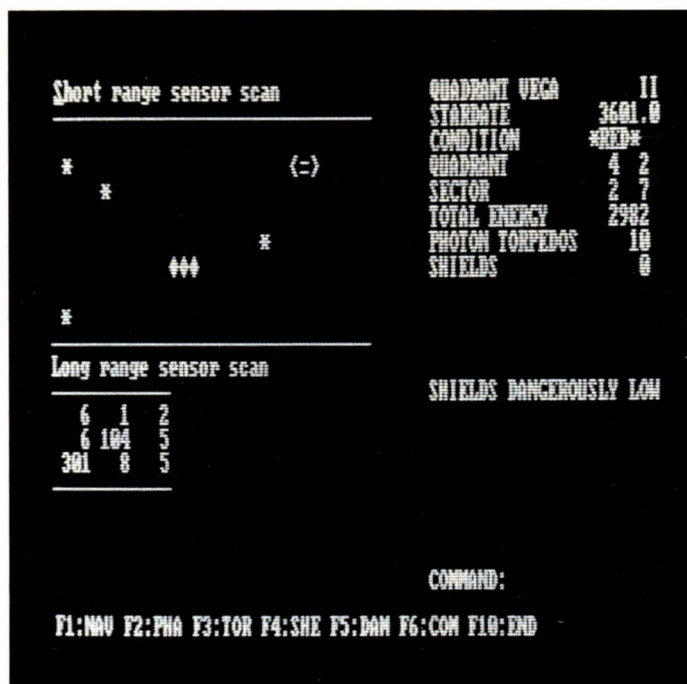 Short range sensor scan
* <=>
*
*
♦♦♦
*
Long range sensor scan
6 1 2
6 104 5
301 8 5
QUADRANT VEGA II
STARDATE 3601.0
CONDITION *RED*
QUADRANT 4 2
SECTOR 2 7
TOTAL ENERGY 2982
PHOTON TORPEDOS 10
SHIELDS 0
SHIELDS DANGEROUSLY LOW
COMMAND:
F1:NAV F2:PHA F3:TOR F4:SHE F5:DAM F6:COM F10:END